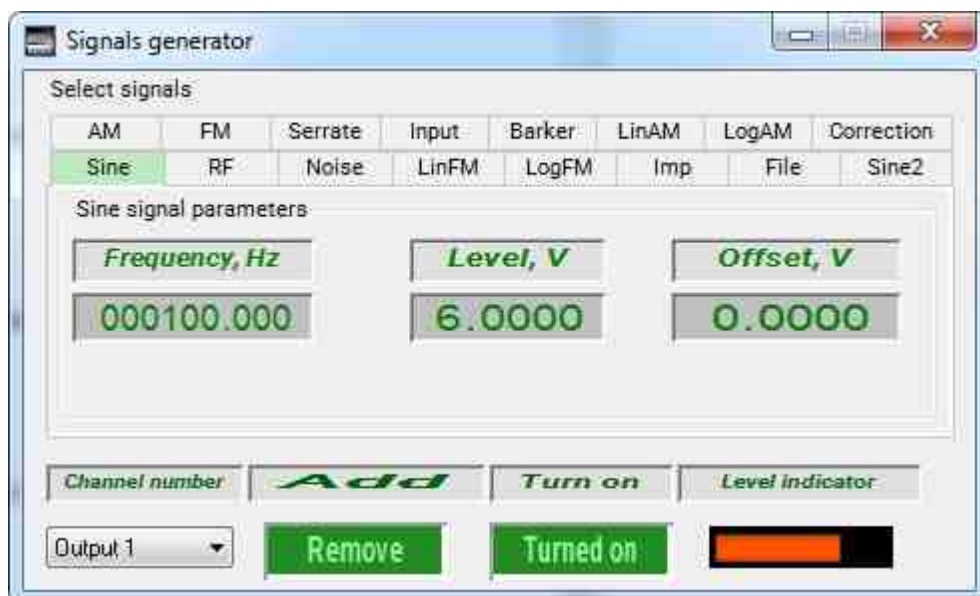 Signals generator
Select signals
AM FM Serrate Input Barker LinAM LogAM Correction
Sine RF Noise LinFM LogFM Imp File Sine2
Sine signal parameters
Frequency, Hz Level, V Offset, V
000100.000 6.0000 0.0000
Channel number Add Turn on Level indicator
Output 1 Remove Turned on